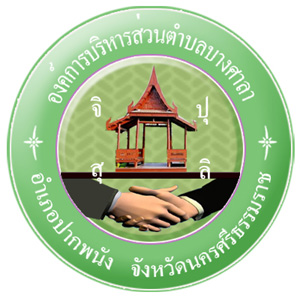 องค์การบริหารส่วนตำบลบางศาลา
จิ ปุ
สุ ลิ
อำเภอปากพนัง จังหวัดนครศรีธรรมราช